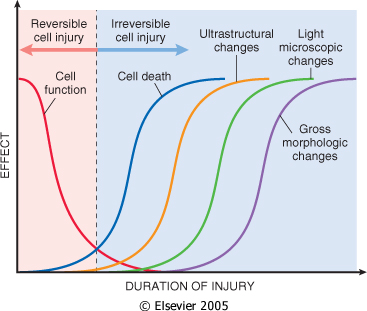 Reversible
cell injury
Irreversible
cell injury
Ultrastructural
changes
Light
microscopic
changes
Cell
function
Cell death
Gross
morphologic
changes
EFFECT
DURATION OF INJURY
© Elsevier 2005